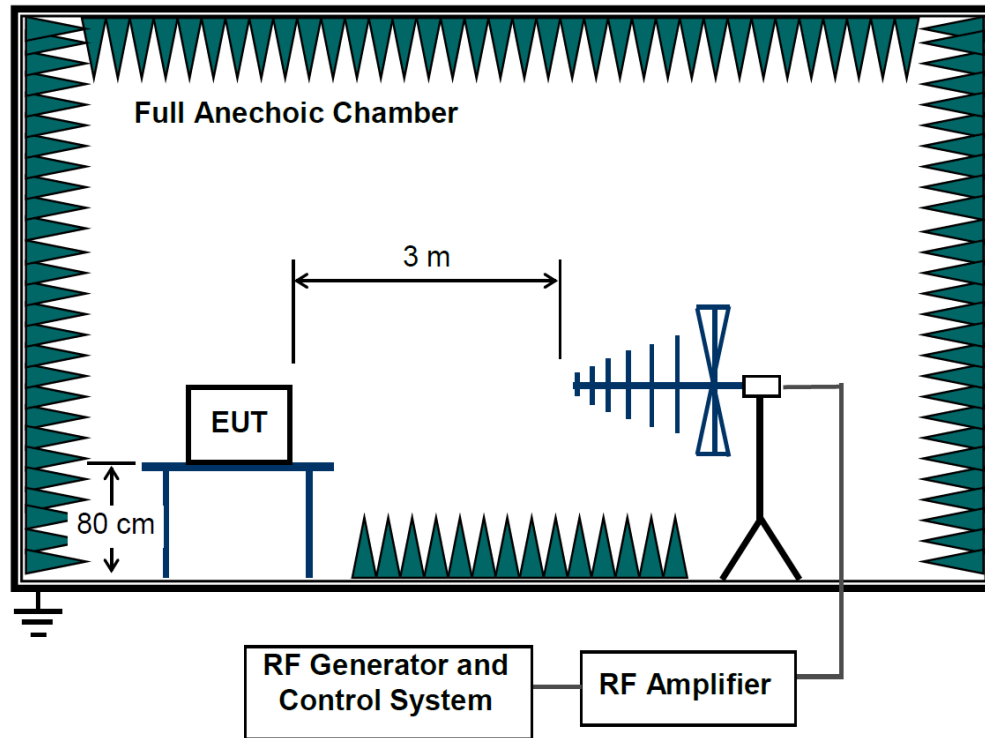 Full Anechoic Chamber
3 m
EUT
80 cm
RF Generator and
Control System
RF Amplifier